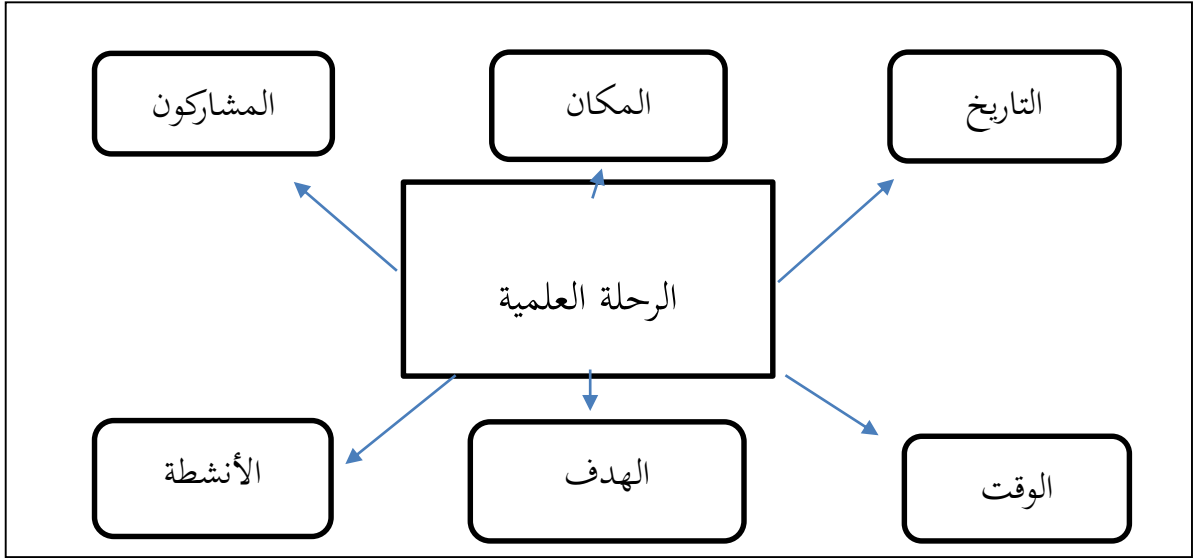 التاريخ
المكان
المشاركون
الرحلة العلمية
الوقت
الهدف
الأنشطة